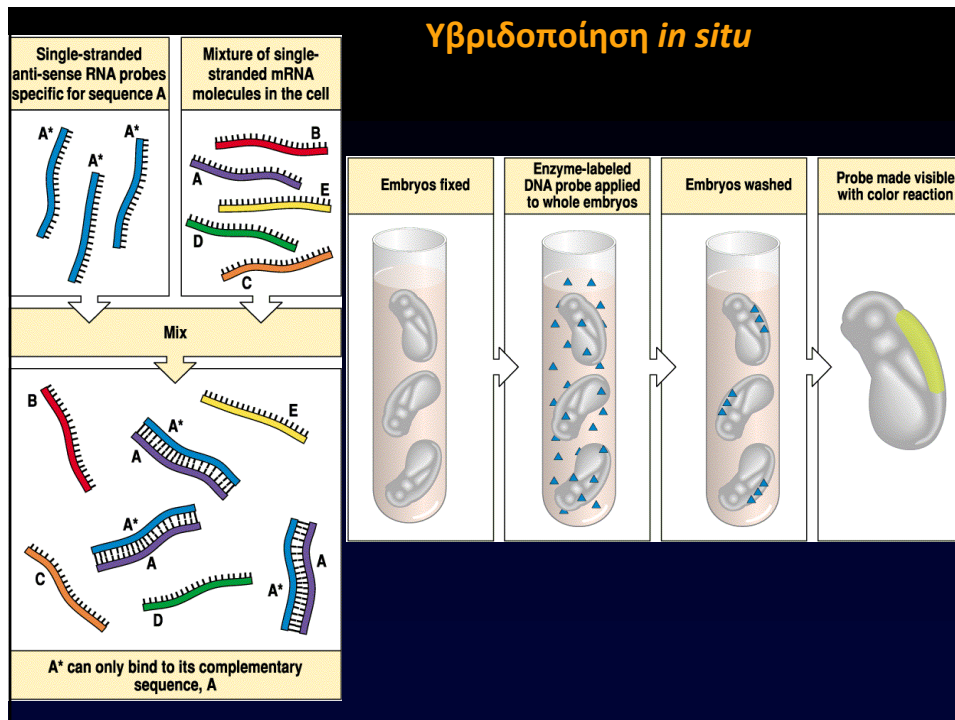 Υβριδοποίηση in situ
Single-stranded
anti-sense RNA probes
specific for sequence A
Mixture of single-
stranded mRNA
molecules in the cell
A*
A*
A*
B
A
E
D
C
Mix
B
E
A*
A
A*
A
C
A
A*
D
A* can only bind to its complementary
sequence, A
Embryos fixed
Enzyme-labeled
DNA probe applied
to whole embryos
Embryos washed
Probe made visible
with color reaction